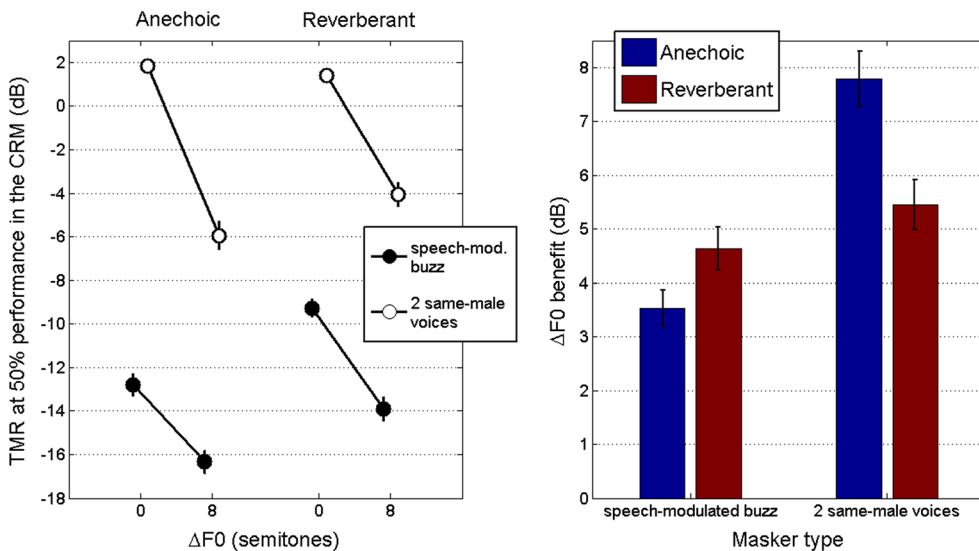 Anechoic Reverberant
TMR at 50% performance in the CRM (dB)
2
0
-2
-4
-6
-8
-10
-12
-14
-16
-18
0 8 0 8
ΔF0 (semitones)
speech-mod.
buzz
2 same-male
voices
Anechoic
Reverberant
ΔF0 benefit (dB)
8
7
6
5
4
3
2
1
0
speech-modulated buzz 2 same-male voices
Masker type